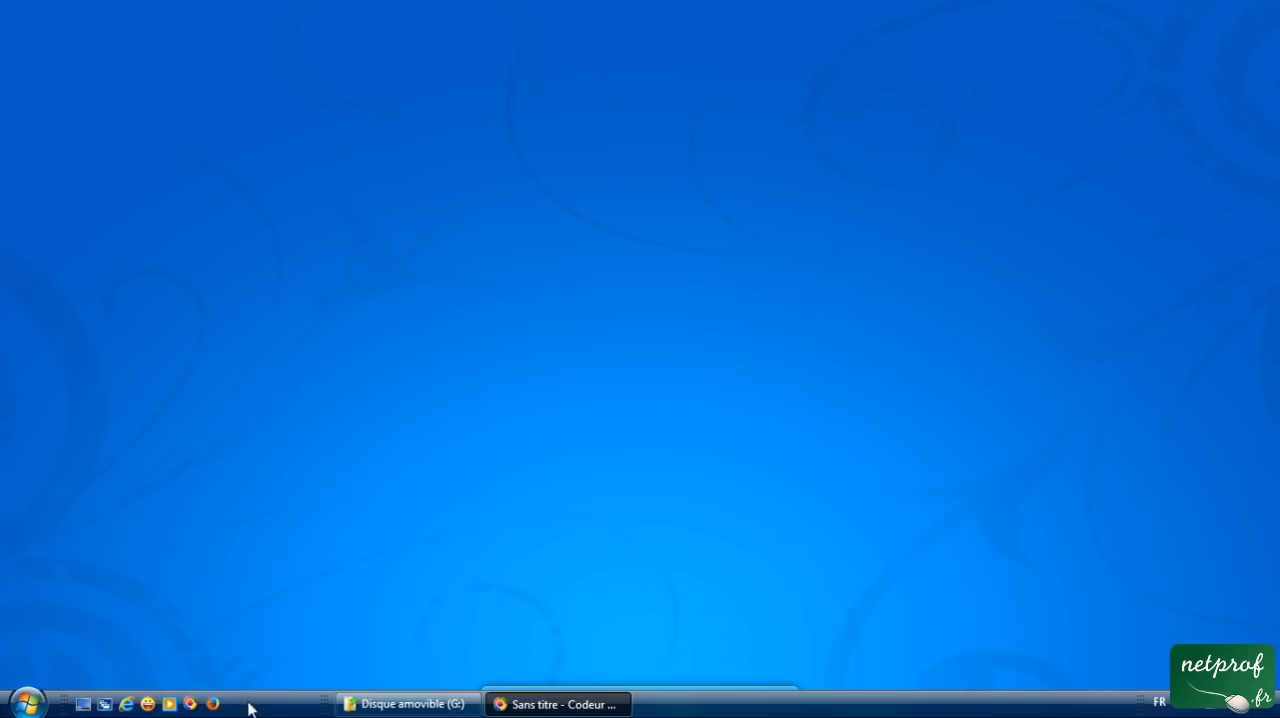 Disque amovible (G:)
Sans titre - Codeur ...
FR
netprof
.fr